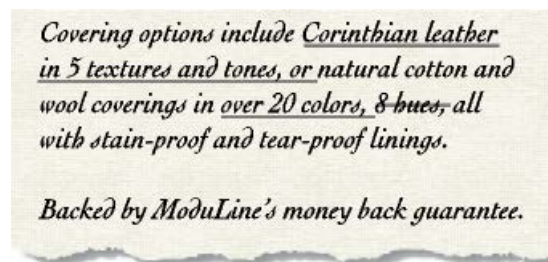 Covering options include Corinthian leather
in 5 textures and tones, or natural cotton and
wool coverings in over 20 colors, 8 hues, all
with stain-proof and tear-proof linings.
Backed by ModuLine's money back guarantee.